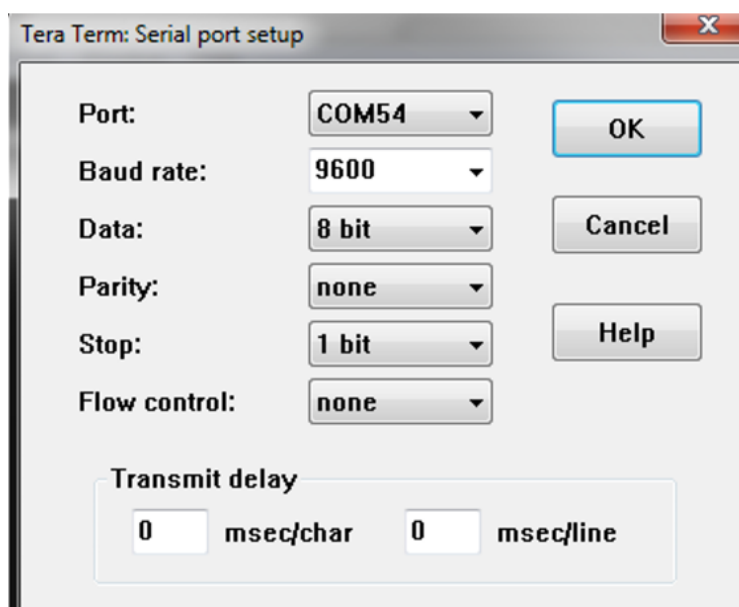 Tera Term: Serial port setup
Port: COM54
OK
Baud rate: 9600
Data: 8 bit
Cancel
Parity: none
Stop: 1 bit
Help
Flow control: none
Transmit delay
0 msec/char 0 msec/line